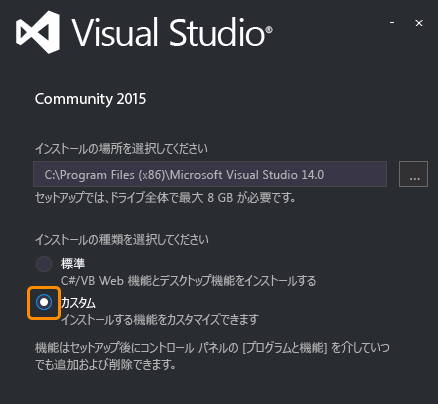 Visual Studio®
Community 2015
インストールの場所を選択してください
C:\Program Files (x86)\Microsoft Visual Studio 14.0
...
セットアップでは、ドライブ全体で最大 8 GB が必要です。
インストールの種類を選択してください
標準
C#/VB Web 機能とデスクトップ機能をインストールする
カスタム
インストールする機能をカスタマイズできます
機能はセットアップ後にコントロール パネルの [プログラムと機能] を介していつ
でも追加および削除できます。